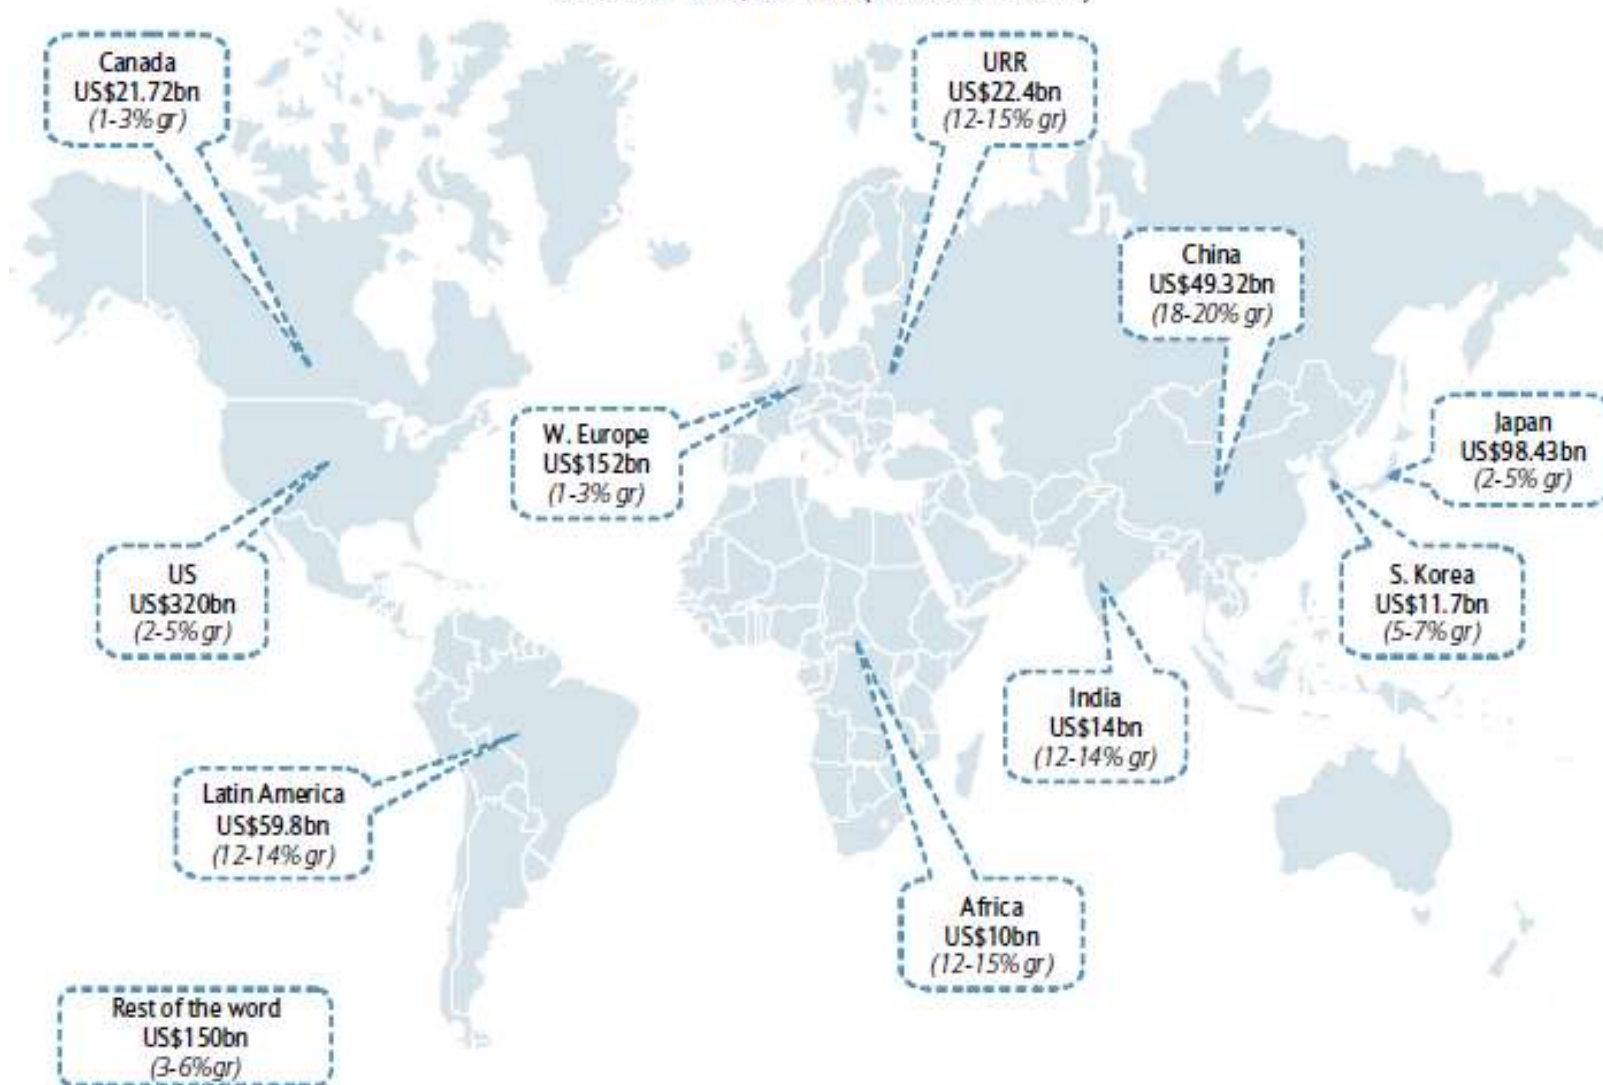 Canada
US$21.72bn
(1-3% gr)
URR
US$22.4bn
(12-15% gr)
China
US$49.32bn
(18-20% gr)
W. Europe
US$152bn
(1-3% gr)
Japan
US$98.43bn
(2-5% gr)
US
US$320bn
(2-5% gr)
S. Korea
US$11.7bn
(5-7% gr)
India
US$14bn
(12-14% gr)
Latin America
US$59.8bn
(12-14% gr)
Africa
US$10bn
(12-15% gr)
Rest of the word
US$150bn
(3-6%gr)